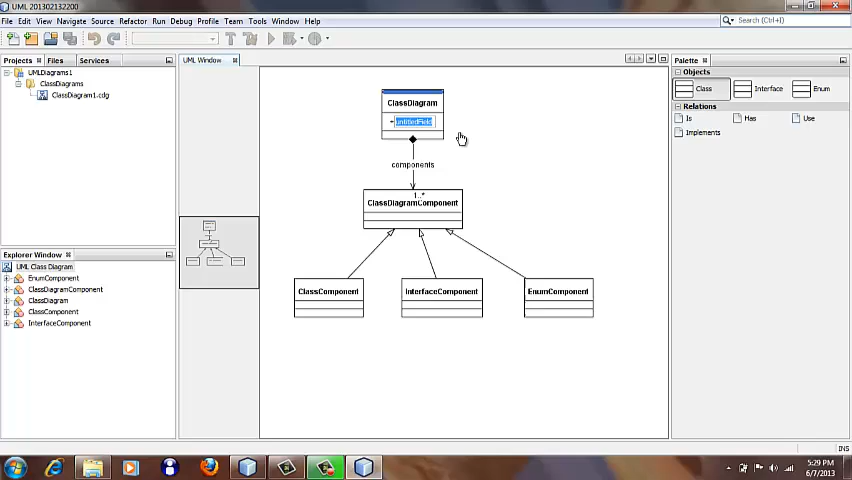 UML 201302132200
File Edit View Navigate Source Refactor Run Debug Profile Team Tools Window Help
Search (Ctrl+I)
Projects
Files
Services
UML Window
Palette
UMLDiagrams1
ClassDiagrams
ClassDiagram1.cdg
Objects
Class
Interface
Enum
Relations
Is
Has
Use
Implements
ClassDiagram
+ untitledField
components
1..*
ClassDiagramComponent
ClassComponent
InterfaceComponent
EnumComponent
Explorer Window
UML Class Diagram
EnumComponent
ClassDiagramComponent
ClassDiagram
ClassComponent
InterfaceComponent
INS
5:29 PM
6/7/2013